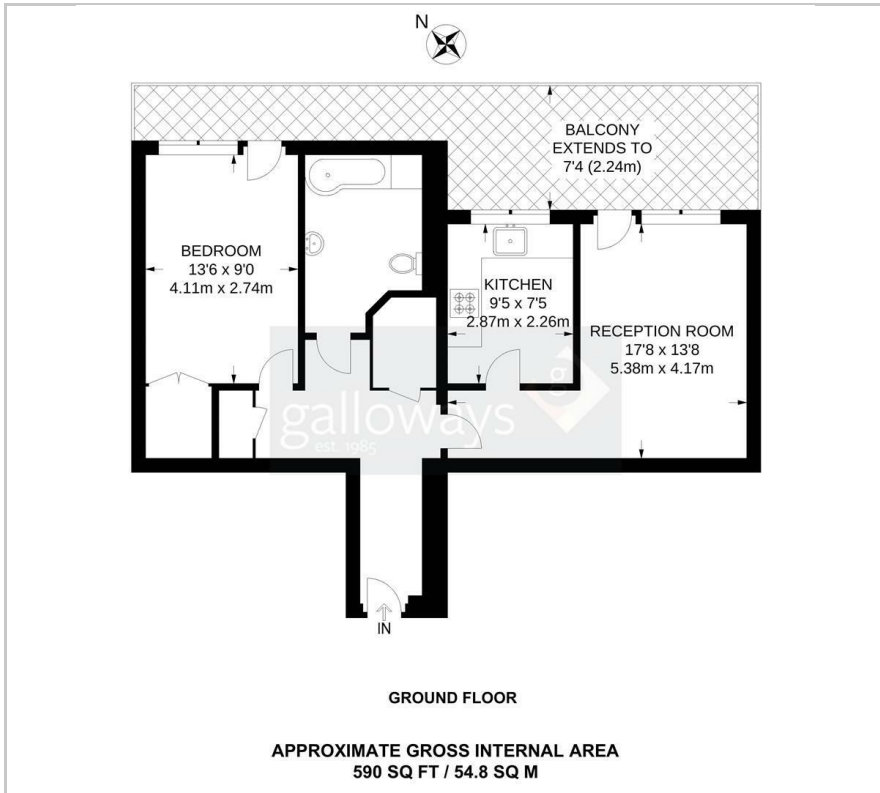 N
BALCONY
EXTENDS TO
7'4 (2.24m)
BEDROOM
13'6 x 9'0
4.11m x 2.74m
KITCHEN
9'5 x 7'5
2.87m x 2.26m
RECEPTION ROOM
17'8 x 13'8
5.38m x 4.17m
g
galloways
est. 1985
IN
GROUND FLOOR
APPROXIMATE GROSS INTERNAL AREA
590 SQ FT / 54.8 SQ M